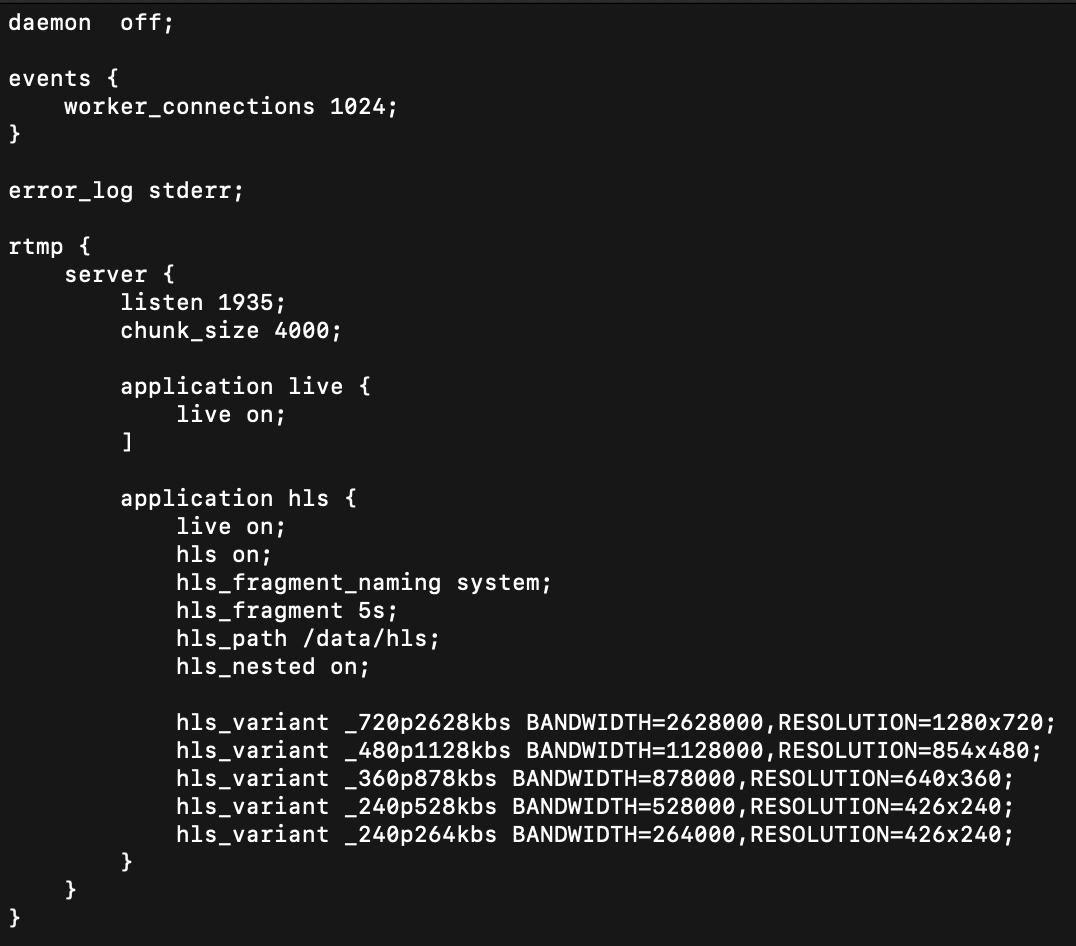 daemon  off;

events {
    worker_connections 1024;
}

error_log stderr;

rtmp {
    server {
        listen 1935;
        chunk_size 4000;

        application live {
            live on;
        ]

        application hls {
            live on;
            hls on;
            hls_fragment_naming system;
            hls_fragment 5s;
            hls_path /data/hls;
            hls_nested on;

            hls_variant _720p2628kbs BANDWIDTH=2628000,RESOLUTION=1280x720;
            hls_variant _480p1128kbs BANDWIDTH=1128000,RESOLUTION=854x480;
            hls_variant _360p878kbs BANDWIDTH=878000,RESOLUTION=640x360;
            hls_variant _240p528kbs BANDWIDTH=528000,RESOLUTION=426x240;
            hls_variant _240p264kbs BANDWIDTH=264000,RESOLUTION=426x240;
        }
    }
}